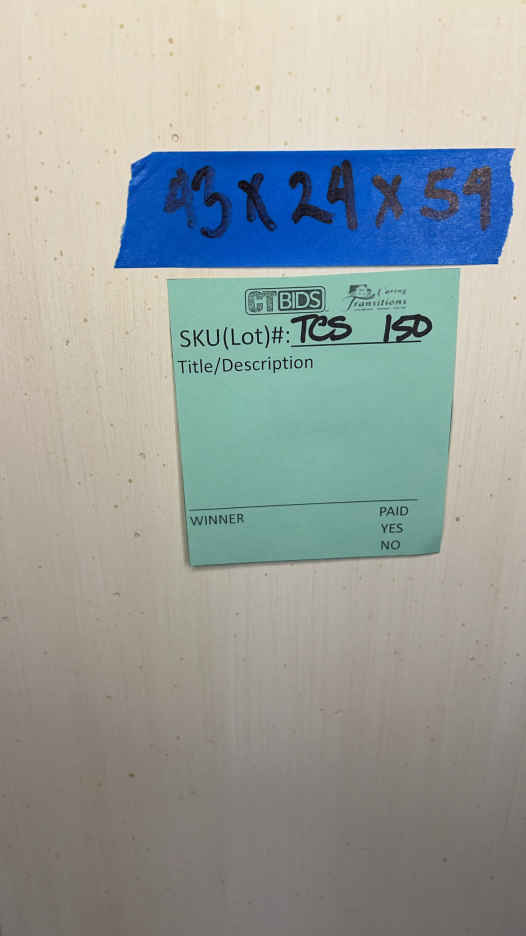 43 x 24 x 54
CTBIDS Caring Transitions
SKU(Lot)#: TCS 150
Title/Description
WINNER PAID
YES
NO